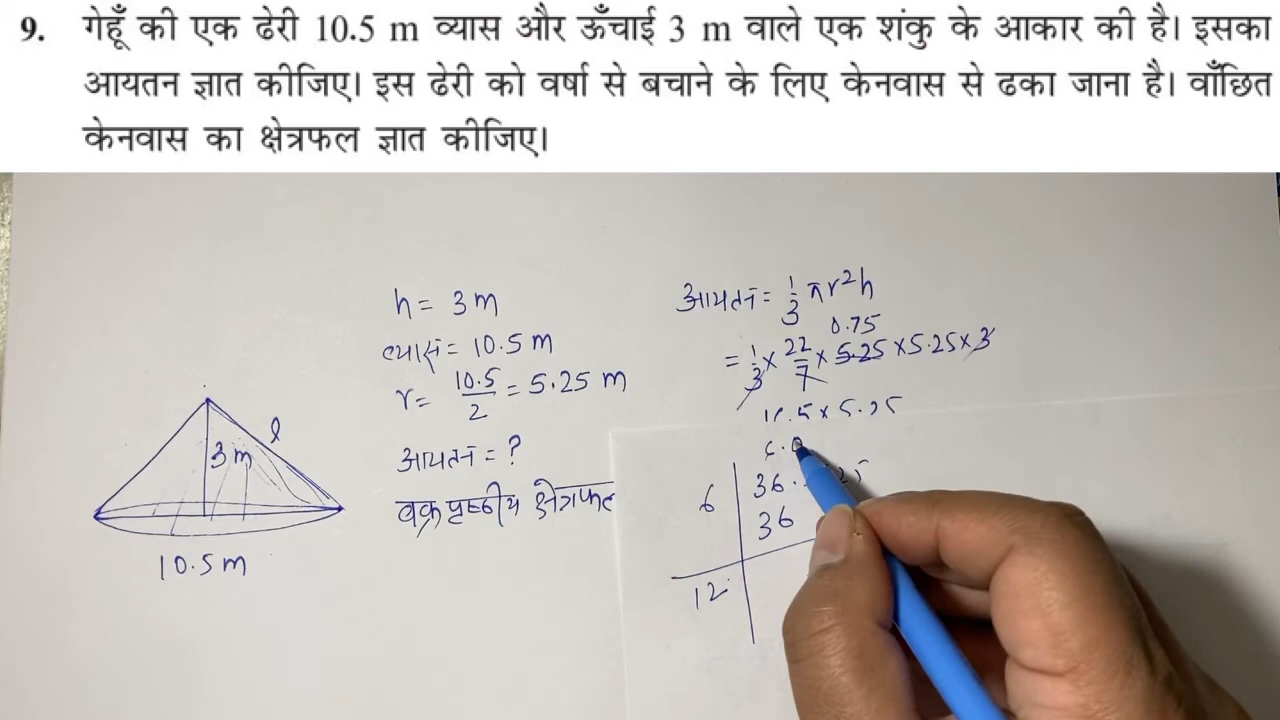 9. गेहूँ की एक ढेरी 10.5 m व्यास और ऊँचाई 3 m वाले एक शंकु के आकार की है। इसका
आयतन ज्ञात कीजिए। इस ढेरी को वर्षा से बचाने के लिए केनवास से ढका जाना है। वाँछित
केनवास का क्षेत्रफल ज्ञात कीजिए।
l
3 m
10.5 m
h = 3 m
व्यास = 10.5 m
r = 10.5/2 = 5.25 m
आयतन = ?
वक्र पृष्ठीय क्षेत्रफल
आयतन = 1/3 πr²h
0.75
= 1/3 × 22/7 × 5.25 × 5.25 × 3
× 5.25
6 36.
36
12